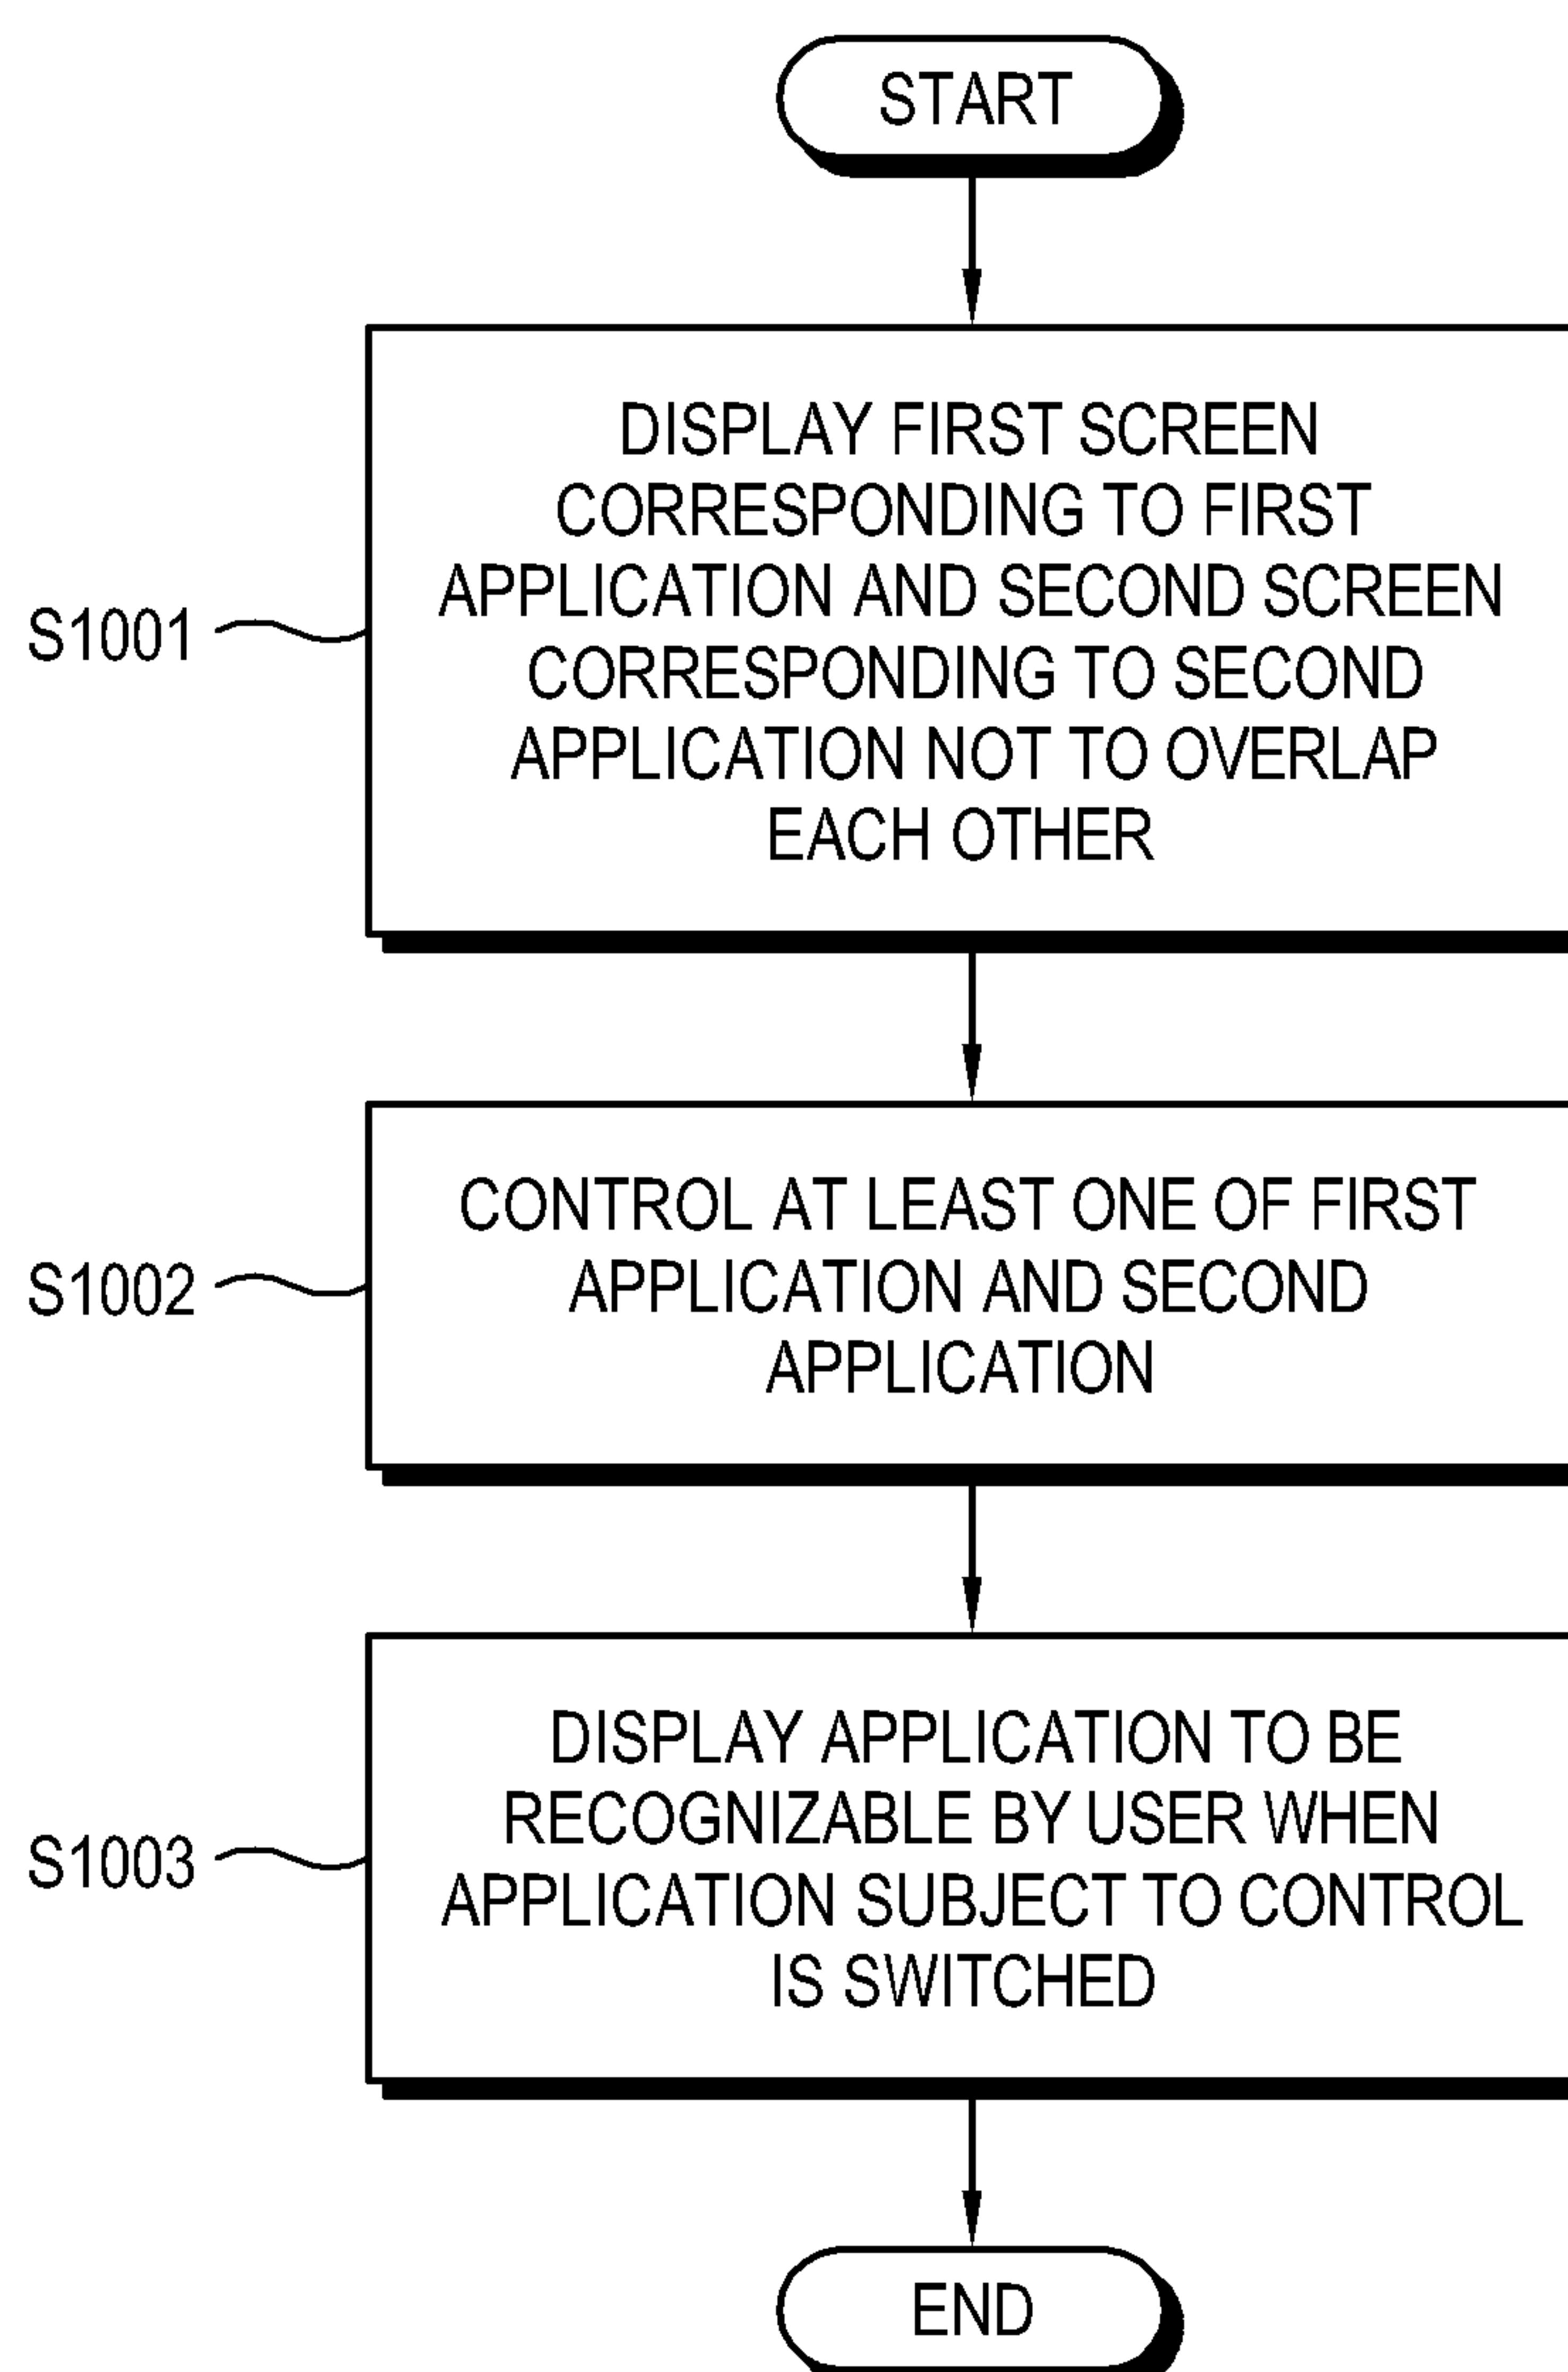 START
DISPLAY FIRST SCREEN
CORRESPONDING TO FIRST
APPLICATION AND SECOND SCREEN
CORRESPONDING TO SECOND
APPLICATION NOT TO OVERLAP
EACH OTHER
S1001
CONTROL AT LEAST ONE OF FIRST
APPLICATION AND SECOND
APPLICATION
S1002
DISPLAY APPLICATION TO BE
RECOGNIZABLE BY USER WHEN
APPLICATION SUBJECT TO CONTROL
IS SWITCHED
S1003
END